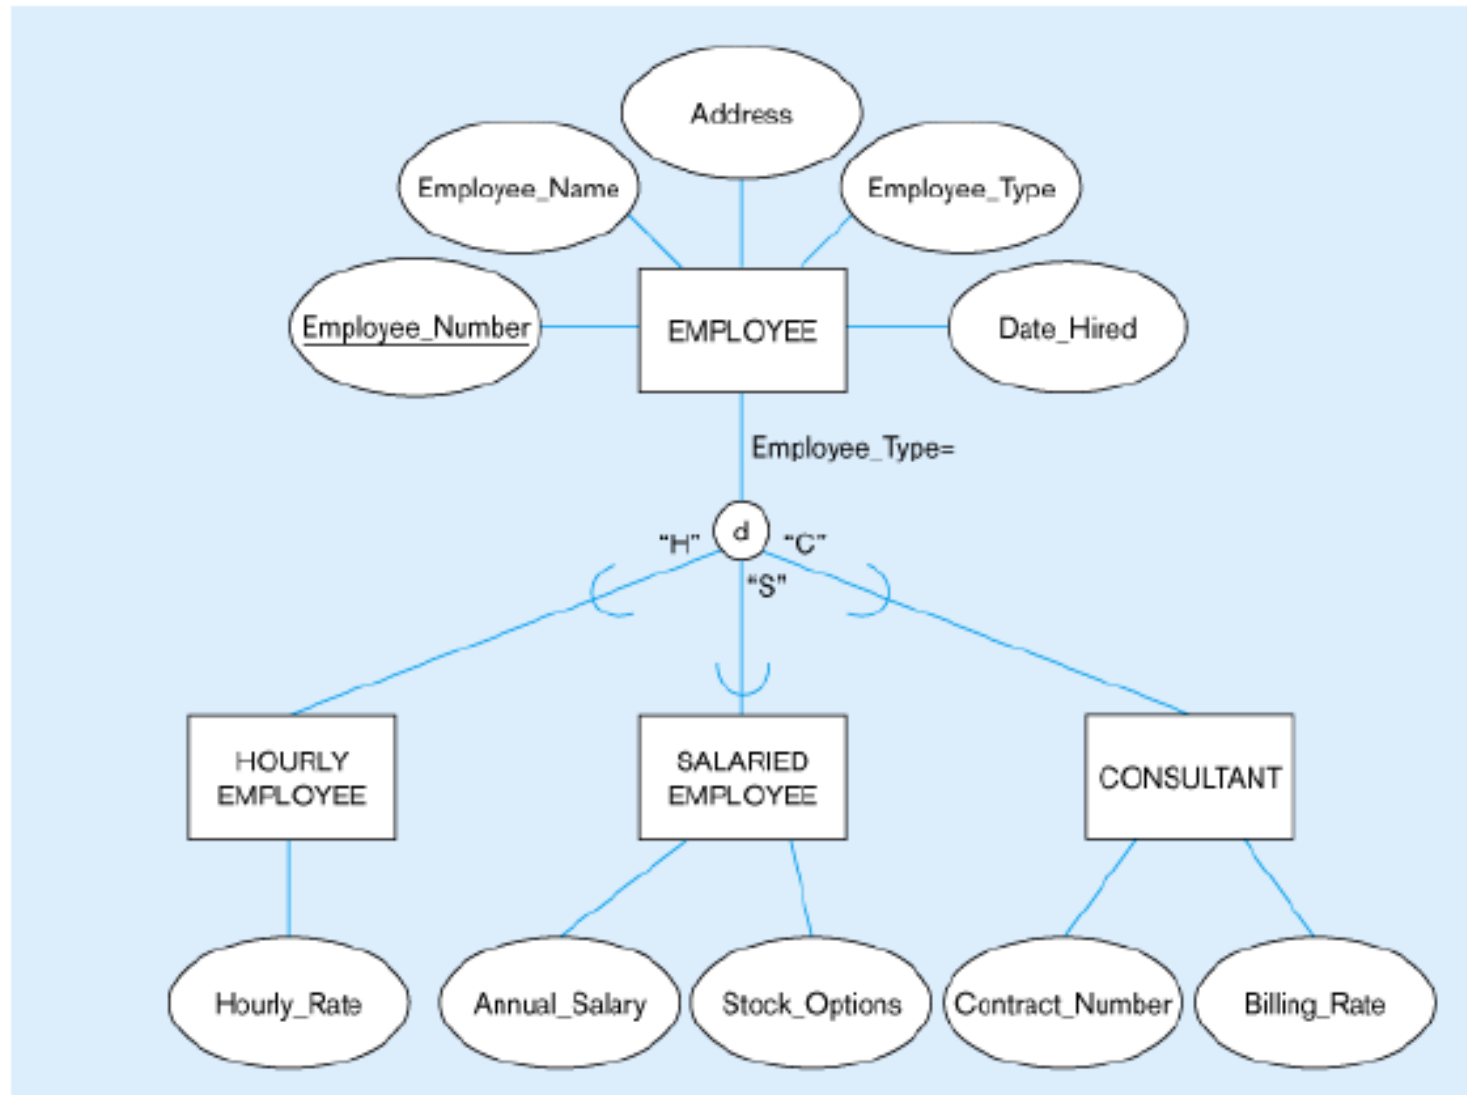 Address
Employee_Name
Employee_Type
Employee_Number
EMPLOYEE
Date_Hired
Employee_Type=
d
“H”
“C”
“S”
HOURLY
EMPLOYEE
SALARIED
EMPLOYEE
CONSULTANT
Hourly_Rate
Annual_Salary
Stock_Options
Contract_Number
Billing_Rate